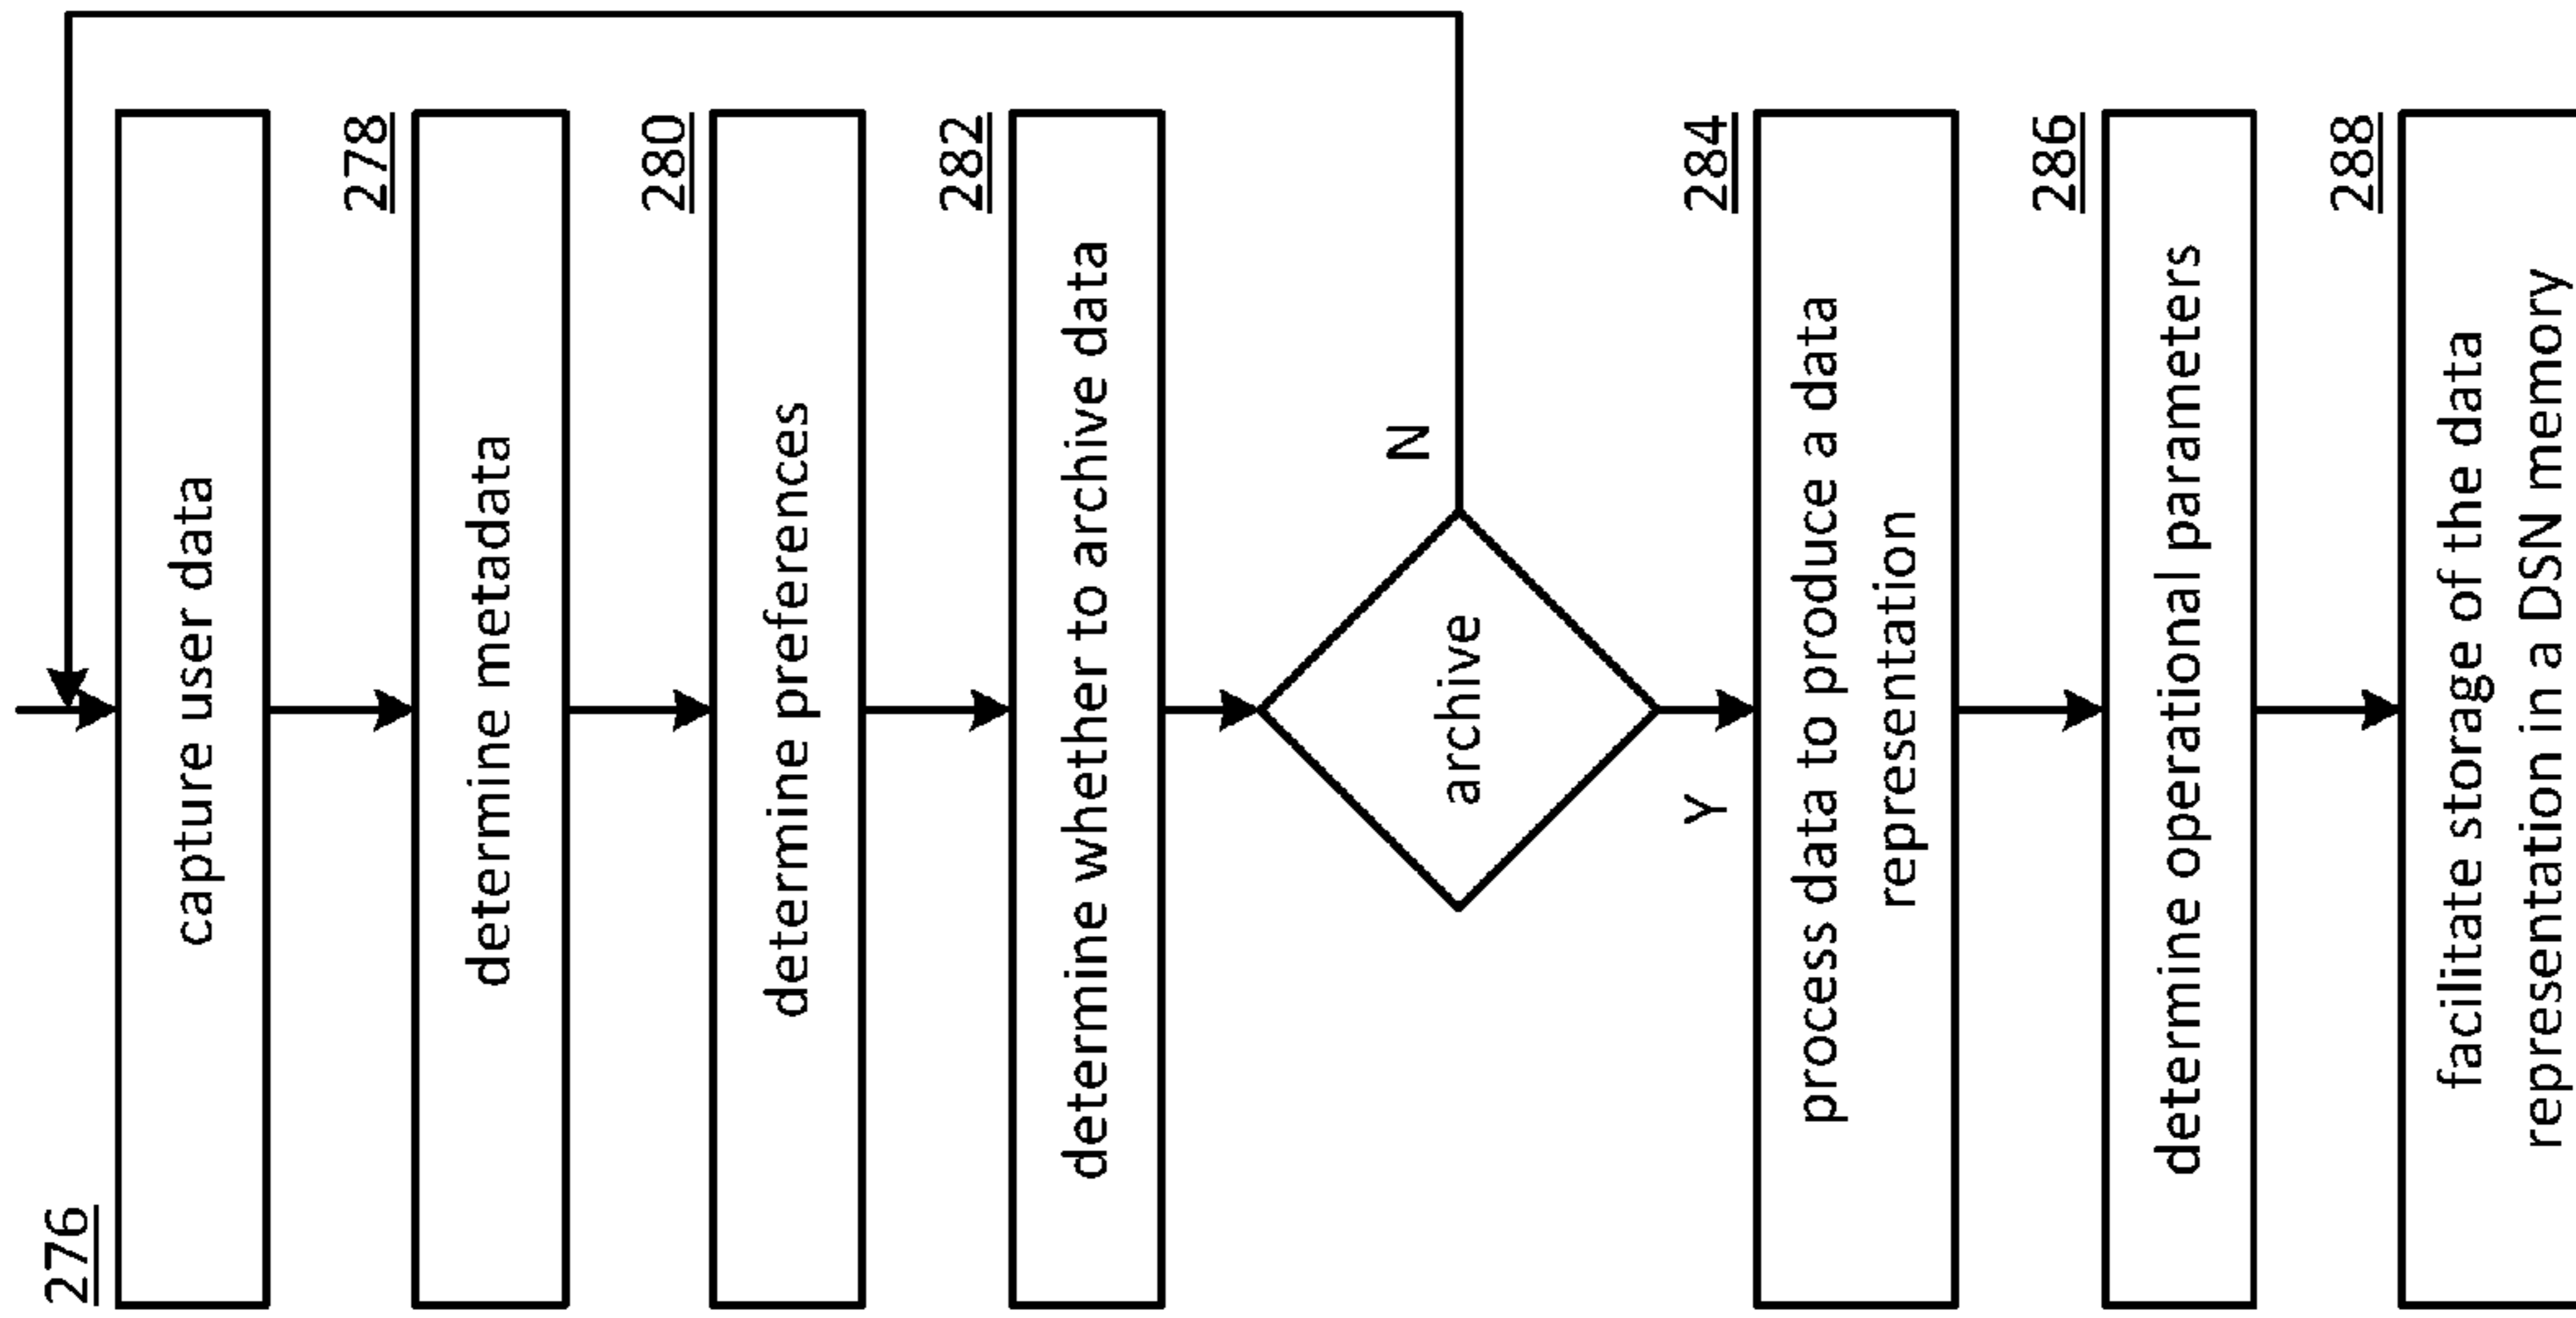 276
capture user data
278
determine metadata
280
determine preferences
282
determine whether to archive data
archive
N
Y
284
process data to produce a data
representation
286
determine operational parameters
288
facilitate storage of the data
representation in a DSN memory